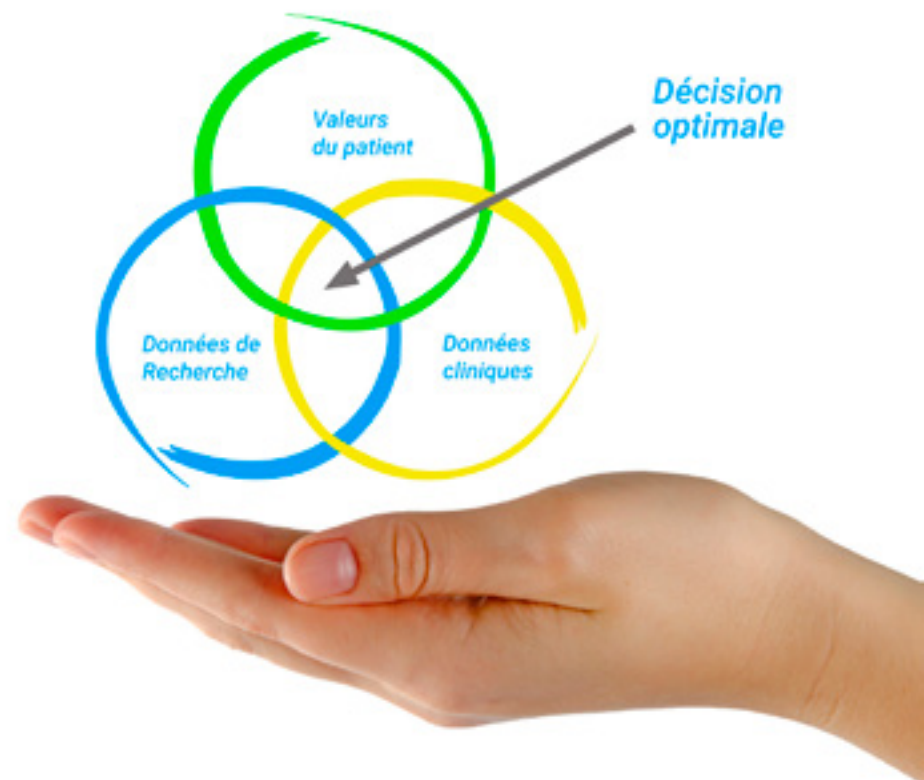 Valeurs
du patient
Décision
optimale
Données de
Recherche
Données
cliniques